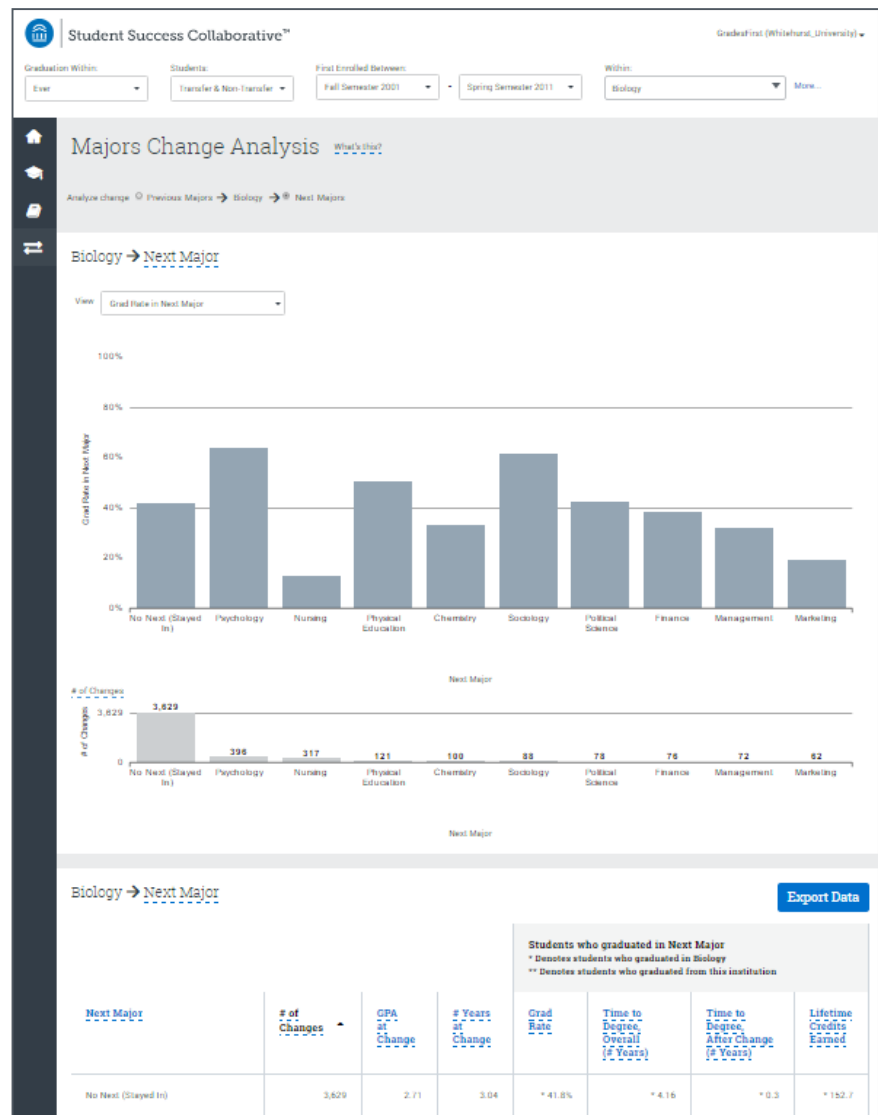 Student Success Collaborative™
GradesFirst (Whitehurst_University)
Graduation Within:
Students:
First Enrolled Between:
Within:
Ever
Transfer & Non-Transfer
Fall Semester 2001
-
Spring Semester 2011
Biology
More...
Majors Change Analysis What's this?
Analyze change Previous Majors → Biology → Next Majors
Biology → Next Major
View Grad Rate in Next Major
100%
80%
60%
40%
20%
0%
Grad Rate in Next Major
No Next (Stayed In)
Psychology
Nursing
Physical Education
Chemistry
Sociology
Political Science
Finance
Management
Marketing
Next Major
# of Changes
# of Changes
3,629
0
3,629
396
317
121
100
88
78
76
72
62
No Next (Stayed In)
Psychology
Nursing
Physical Education
Chemistry
Sociology
Political Science
Finance
Management
Marketing
Next Major
Biology → Next Major
Export Data
Students who graduated in Next Major
* Denotes students who graduated in Biology
** Denotes students who graduated from this institution
Next Major
# of Changes
GPA at Change
# Years at Change
Grad Rate
Time to Degree, Overall (# Years)
Time to Degree, After Change (# Years)
Lifetime Credits Earned
No Next (Stayed In) 3,629 2.71 3.04 * 41.8% * 4.16 * 0.3 * 152.7